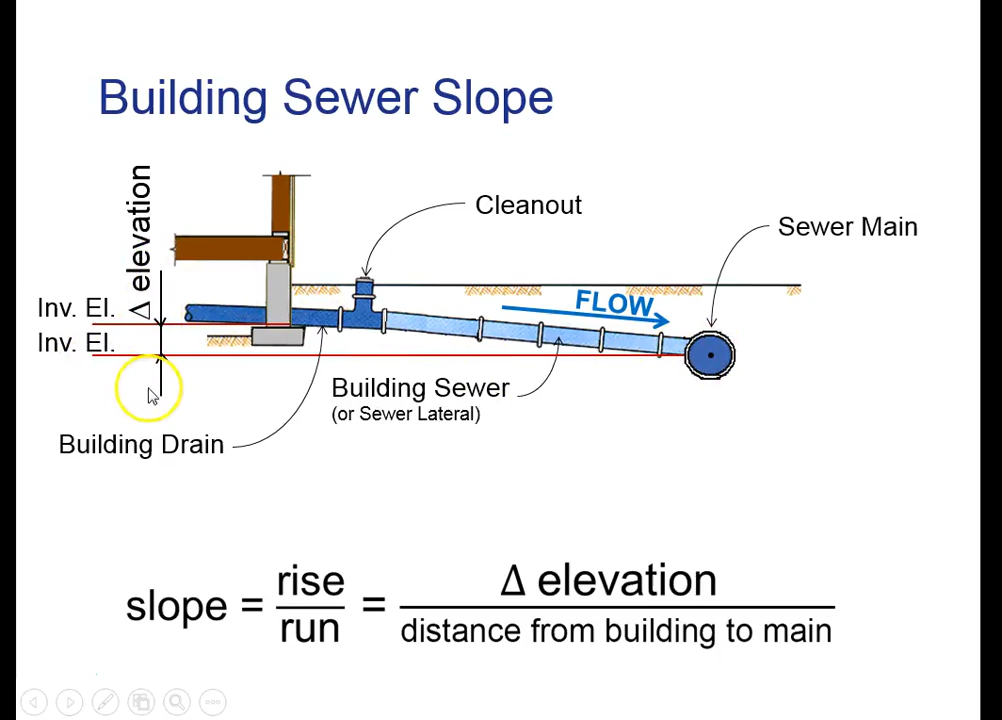 Building Sewer Slope
Δ elevation
Cleanout
Sewer Main
Inv. El.
FLOW
Inv. El.
Building Sewer
(or Sewer Lateral)
Building Drain
slope = rise/run = Δ elevation/distance from building to main